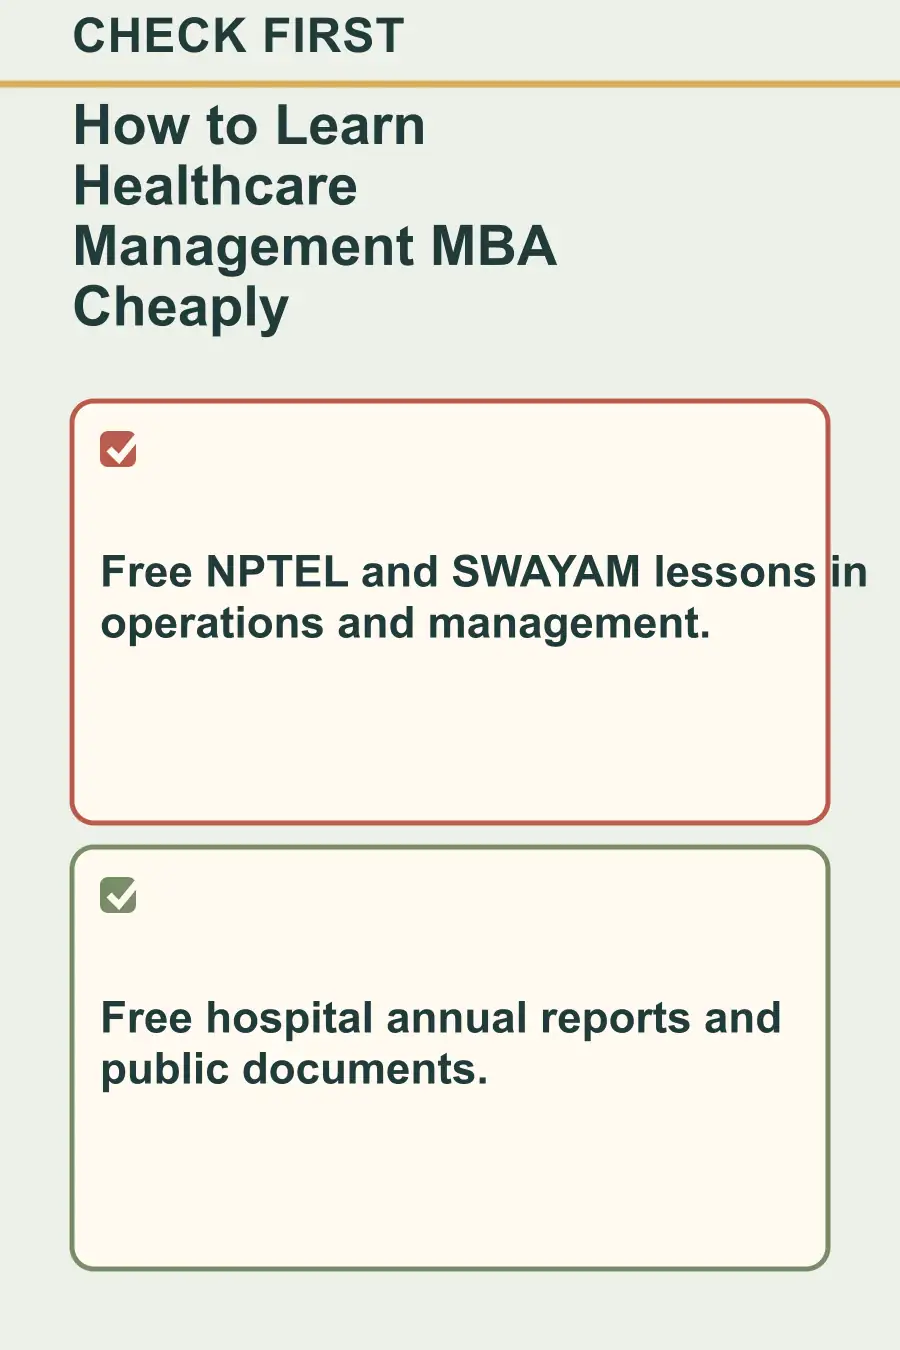 CHECK FIRST
How to Learn
Healthcare
Management MBA
Cheaply
Free NPTEL and SWAYAM lessons in
operations and management.
Free hospital annual reports and
public documents.